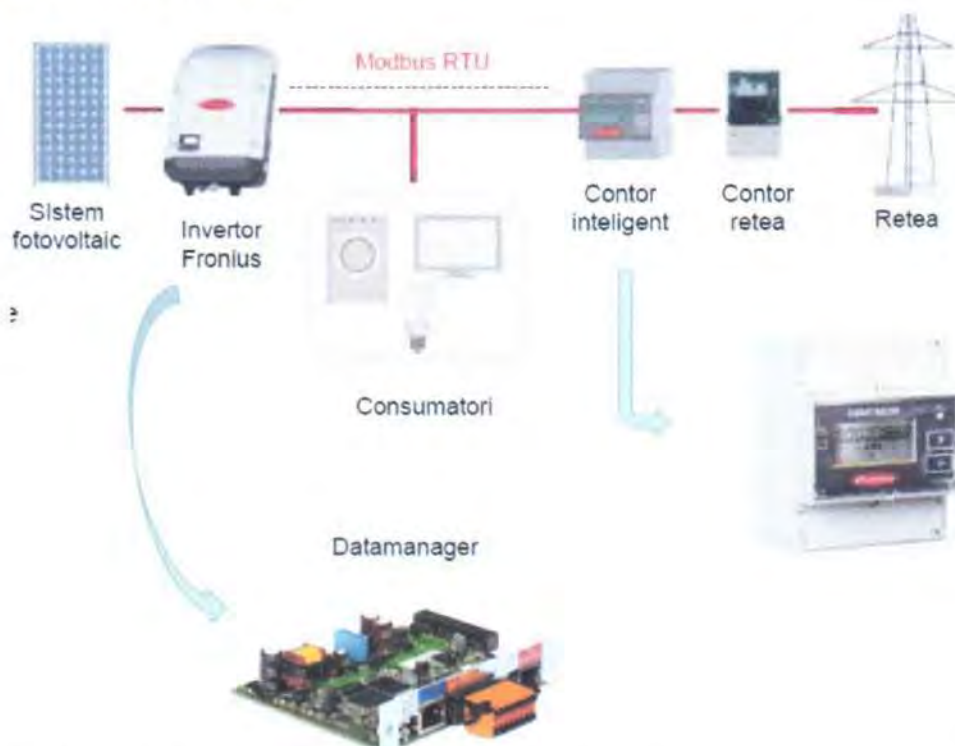 Modbus RTU
Sistem
fotovoltaic
Invertor
Fronius
Contor
inteligent
Contor
retea
Retea
e
Consumatori
Datamanager